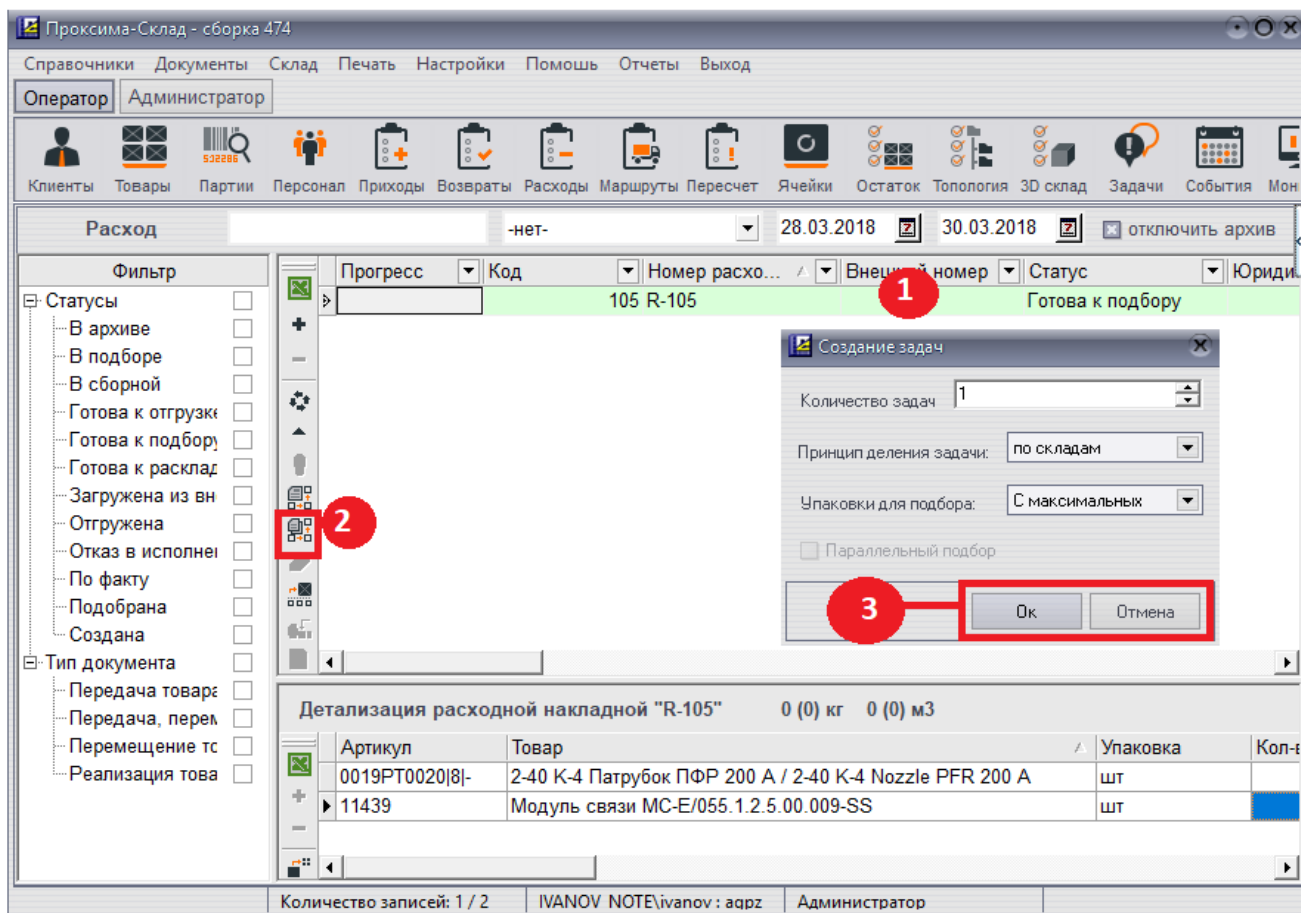 Проксима-Склад - сборка 474
Справочники Документы Склад Печать Настройки Помошь Отчеты Выход
Оператор Администратор
Клиенты Товары Партии Персонал Приходы Возвраты Расходы Маршруты Пересчет Ячейки Остаток Топология 3D склад Задачи События Мон
Расход -нет- 28.03.2018 30.03.2018 отключить архив
Фильтр
Статусы
В архиве
В подборе
В сборной
Готова к отгрузке
Готова к подбору
Готова к расклад
Загружена из вн
Отгружена
Отказ в исполне
По факту
Подобрана
Создана
Тип документа
Передача товара
Передача, перем
Перемещение то
Реализация това
Прогресс Код Номер расхо... Внешний номер Статус Юриди
105 R-105 Готова к подбору
1
2
Создание задач
Количество задач 1
Принцип деления задачи: по складам
Упаковки для подбора: С максимальных
Параллельный подбор
3
Ок Отмена
Детализация расходной накладной "R-105" 0 (0) кг 0 (0) м3
Артикул Товар Упаковка Кол-в
0019PT0020|8|- 2-40 K-4 Патрубок ПФР 200 А / 2-40 K-4 Nozzle PFR 200 A шт
11439 Модуль связи МС-Е/055.1.2.5.00.009-SS шт
Количество записей: 1 / 2 IVANOV_NOTE\ivanov : agpz Администратор